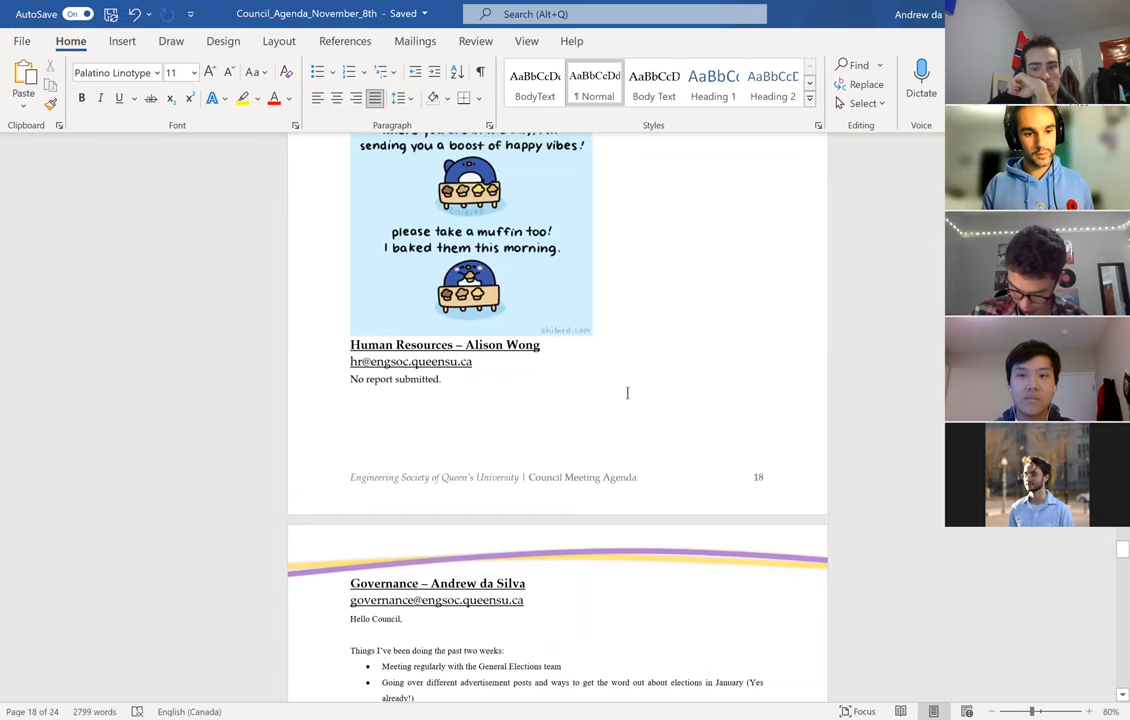 AutoSave
On
Council_Agenda_November_8th - Saved
Search (Alt+Q)
Andrew da
File
Home
Insert
Draw
Design
Layout
References
Mailings
Review
View
Help
Paste
Palatino Linotype
11
Clipboard
Font
Paragraph
AaBbCcDc
BodyText
AaBbCcDd
¶ Normal
AaBbCcD
Body Text
AaBbCc
Heading 1
AaBbCcD
Heading 2
Styles
Find
Replace
Select
Editing
Dictate
Voice
sending you a boost of happy vibes!
please take a muffin too!
I baked them this morning.
chibird.com
Human Resources – Alison Wong
hr@engsoc.queensu.ca
No report submitted.
Engineering Society of Queen's University | Council Meeting Agenda 18
Governance – Andrew da Silva
governance@engsoc.queensu.ca
Hello Council,
Things I've been doing the past two weeks:
• Meeting regularly with the General Elections team
• Going over different advertisement posts and ways to get the word out about elections in January (Yes
already!)
Page 18 of 24
2799 words
English (Canada)
Focus
80%